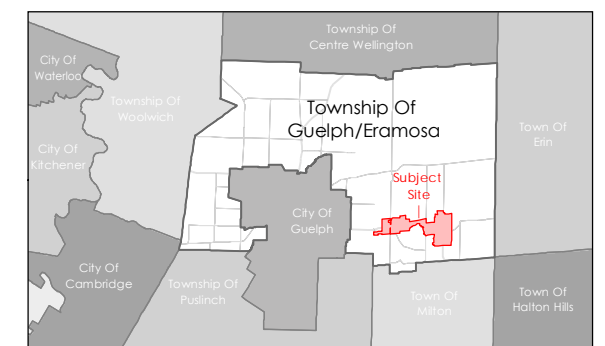 Township Of
Centre Wellington
City Of
Waterloo
Township Of
Woolwich
Township Of
Guelph/Eramosa
Town Of
Erin
City Of
Kitchener
Subject
Site
City Of
Guelph
City Of
Cambridge
Township Of
Puslinch
Town Of
Milton
Town Of
Halton Hills